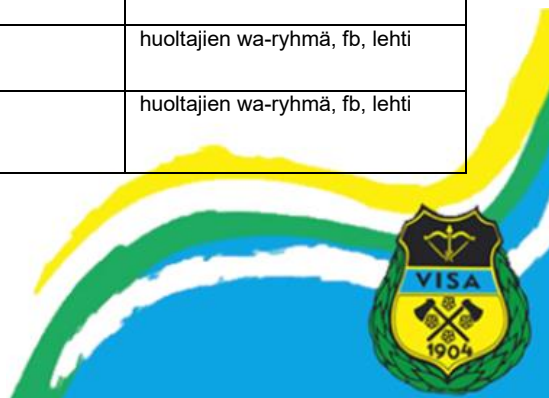 huoltajien wa-ryhmä, fb, lehti
huoltajien wa-ryhmä, fb, lehti
VISA
1904